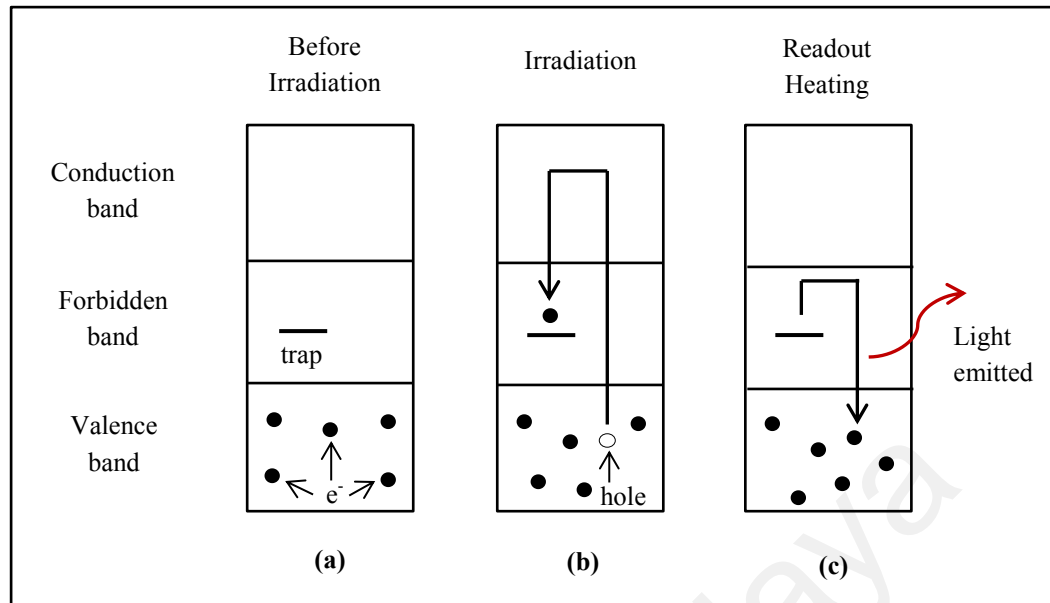 Before
Irradiation
Irradiation
Readout
Heating
Conduction
band
Forbidden
band
trap
Light
emitted
Valence
band
e-
hole
(a)
(b)
(c)